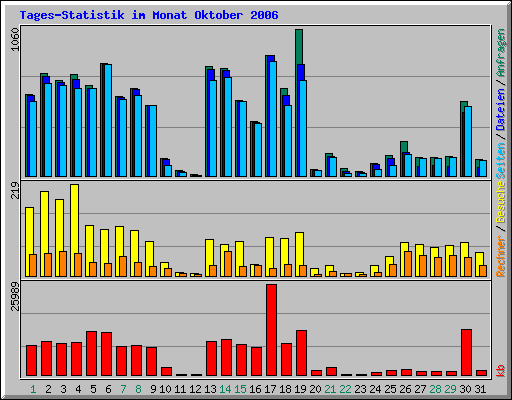 Tages-Statistik im Monat Oktober 2006
1060
219
25989
Rechner / Besuche Seiten / Dateien / Anfragen
kb
1 2 3 4 5 6 7 8 9 10 11 12 13 14 15 16 17 18 19 20 21 22 23 24 25 26 27 28 29 30 31